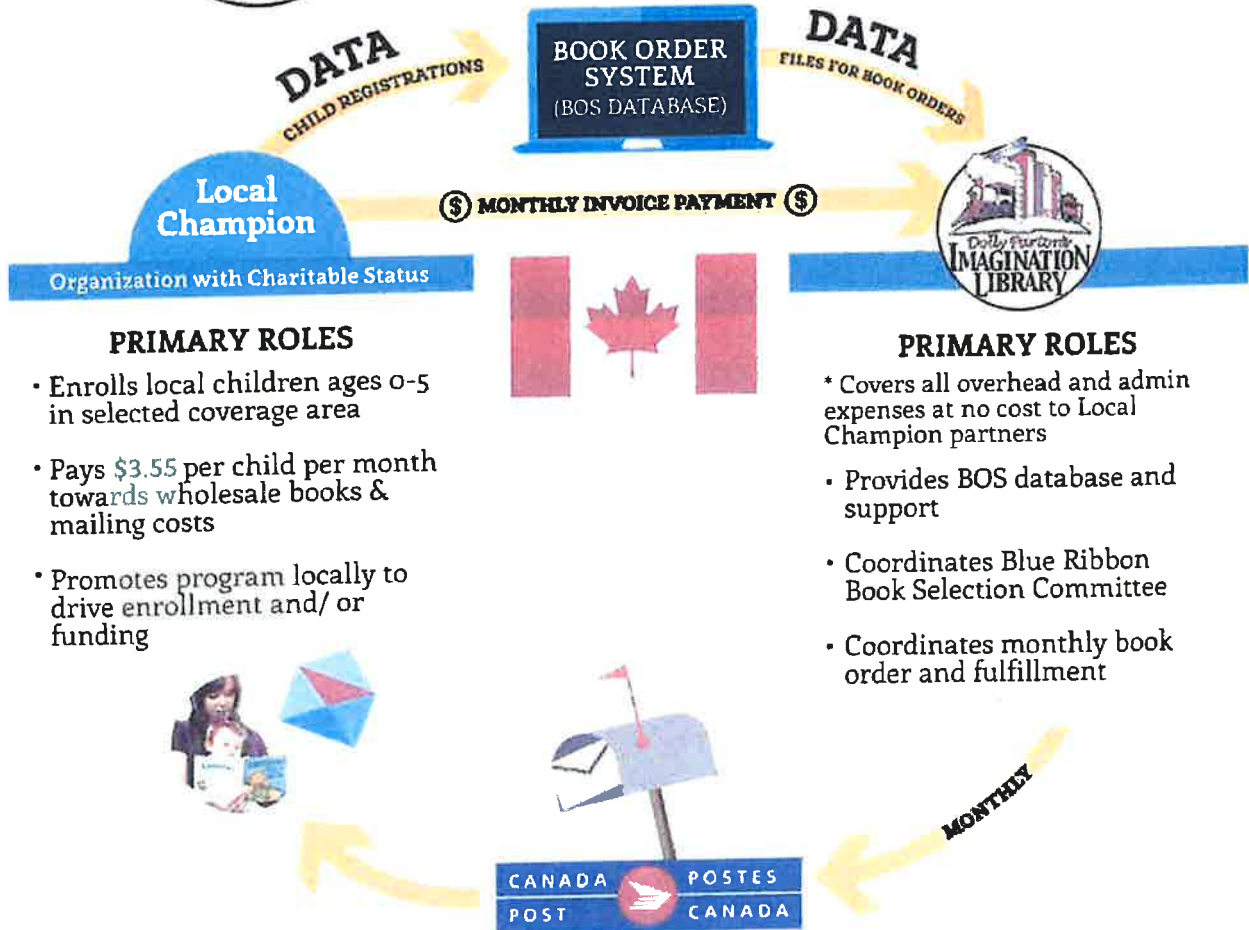 DATA
CHILD REGISTRATIONS
BOOK ORDER
SYSTEM
(BOS DATABASE)
DATA
FILES FOR BOOK ORDERS
Local
Champion
$ MONTHLY INVOICE PAYMENT $
Dolly Parton's
IMAGINATION
LIBRARY
Organization with Charitable Status
PRIMARY ROLES
· Enrolls local children ages 0-5
in selected coverage area
· Pays $3.55 per child per month
towards wholesale books &
mailing costs
· Promotes program locally to
drive enrollment and/ or
funding
PRIMARY ROLES
* Covers all overhead and admin
expenses at no cost to Local
Champion partners
· Provides BOS database and
support
· Coordinates Blue Ribbon
Book Selection Committee
· Coordinates monthly book
order and fulfillment
MONTHLY
CANADA POSTES
POST CANADA